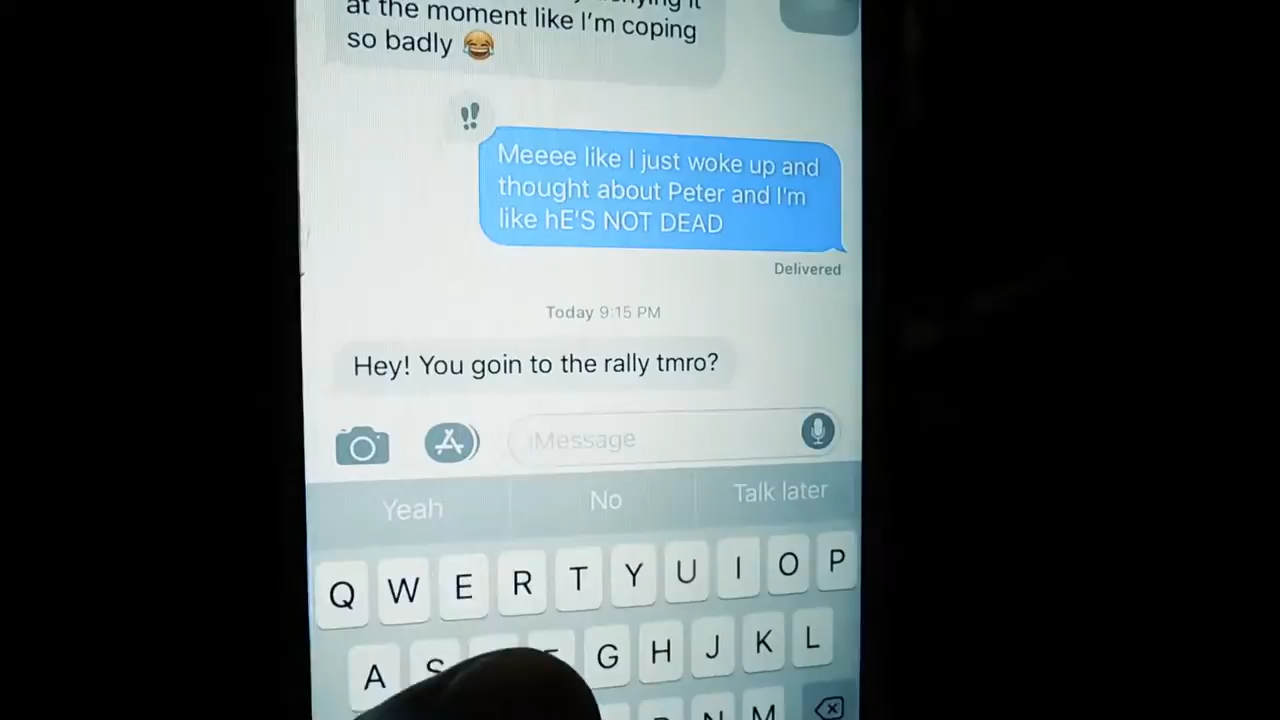 at the moment like I'm coping
so badly 😂
Meeee like I just woke up and
thought about Peter and I'm
like hE'S NOT DEAD
Delivered
Today 9:15 PM
Hey! You goin to the rally tmro?
iMessage
Yeah No Talk later
Q W E R T Y U I O P
A S G H J K L
N M